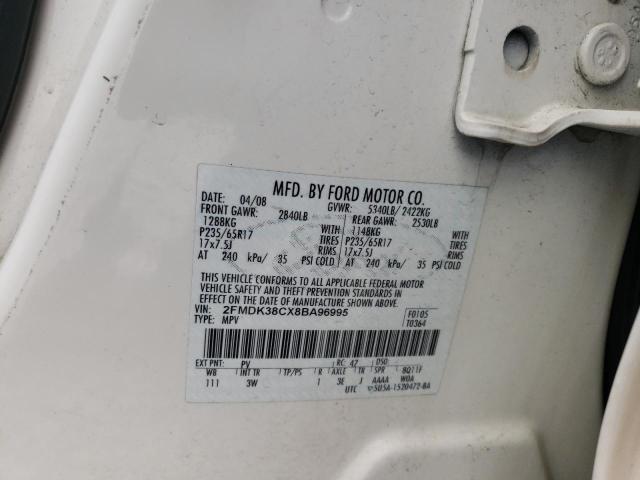 MFD. BY FORD MOTOR CO.
DATE: 04/08 GVWR: 5340LB/ 2422KG
FRONT GAWR: 2840LB REAR GAWR: 2530LB
1288KG WITH 1148KG WITH
P235/65R17 TIRES P235/65R17 TIRES
17x7.5J RIMS 17x7.5J RIMS
AT 240 kPa/ 35 PSI COLD AT 240 kPa/ 35 PSI COLD
THIS VEHICLE CONFORMS TO ALL APPLICABLE FEDERAL MOTOR
VEHICLE SAFETY AND THEFT PREVENTION STANDARDS IN
EFFECT ON THE DATE OF MANUFACTURE SHOWN ABOVE.
VIN: 2FMDK38CX8BA96995 F0105
TYPE: MPV T0364
EXT PNT: PV RC: 47 DSO:
WB INT TR TP/PS R AXLE TR SPR 8Q11F
111 3W 1 3E J AAAA W0A
UTC 5U5A-1520472-BA